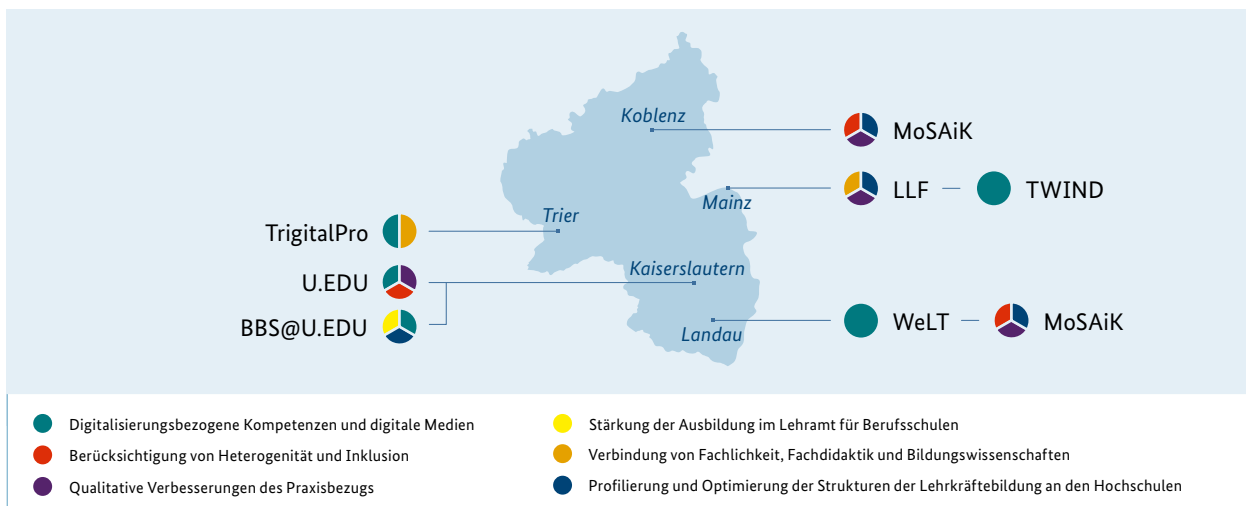 Koblenz
MoSAiK
LLF
TWIND
Mainz
Trier
TrigitalPro
Kaiserslautern
U.EDU
BBS@U.EDU
WeLT
MoSAiK
Landau
Digitalisierungsbezogene Kompetenzen und digitale Medien
Berücksichtigung von Heterogenität und Inklusion
Qualitative Verbesserungen des Praxisbezugs
Stärkung der Ausbildung im Lehramt für Berufsschulen
Verbindung von Fachlichkeit, Fachdidaktik und Bildungswissenschaften
Profilierung und Optimierung der Strukturen der Lehrkräftebildung an den Hochschulen